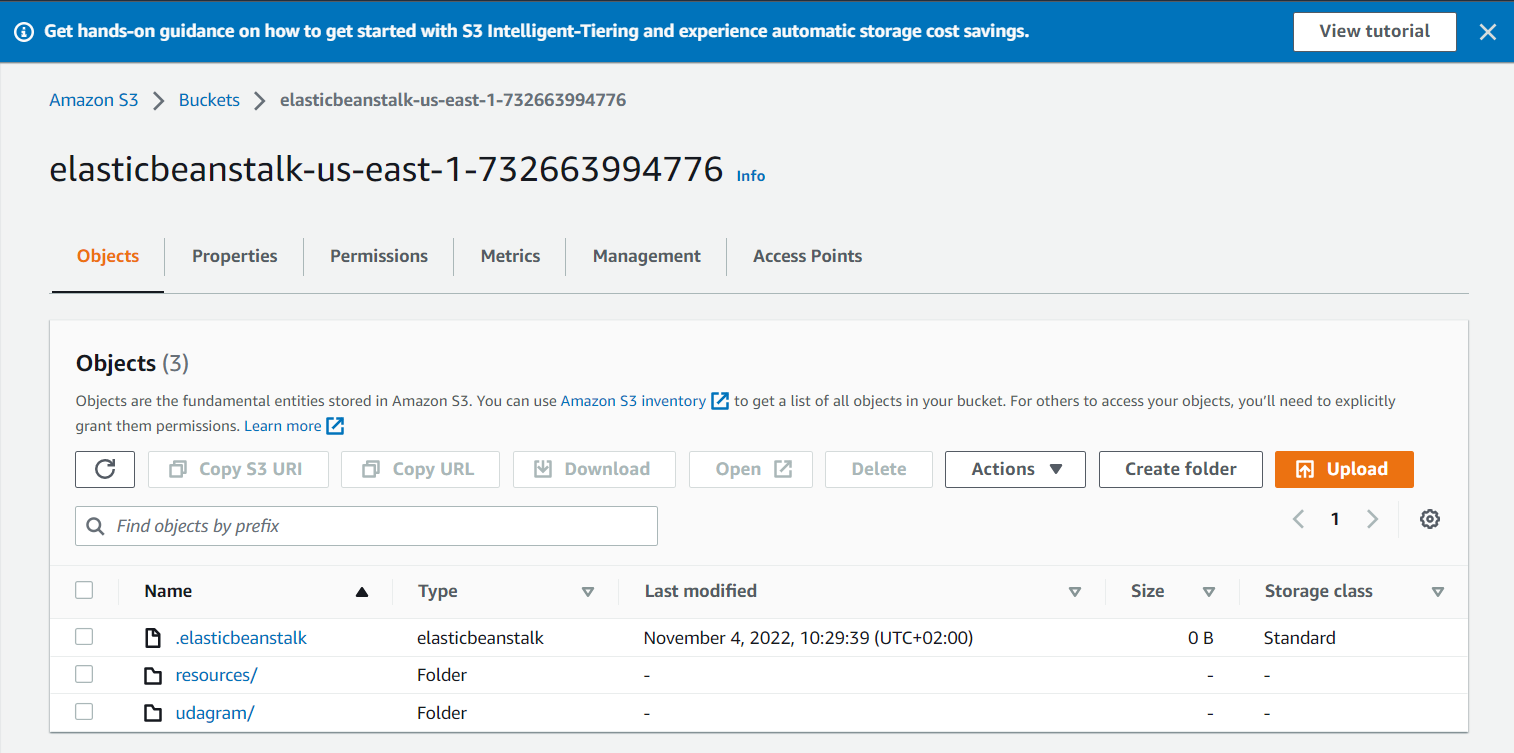 Get hands-on guidance on how to get started with S3 Intelligent-Tiering and experience automatic storage cost savings.
View tutorial
Amazon S3
Buckets
elasticbeanstalk-us-east-1-732663994776
elasticbeanstalk-us-east-1-732663994776 Info
Objects
Properties
Permissions
Metrics
Management
Access Points
Objects (3)
Objects are the fundamental entities stored in Amazon S3. You can use Amazon S3 inventory to get a list of all objects in your bucket. For others to access your objects, you'll need to explicitly
grant them permissions. Learn more
Copy S3 URI
Copy URL
Download
Open
Delete
Actions
Create folder
Upload
Find objects by prefix
1
Name Type Last modified Size Storage class
.elasticbeanstalk elasticbeanstalk November 4, 2022, 10:29:39 (UTC+02:00) 0 B Standard
resources/ Folder - - -
udagram/ Folder - - -